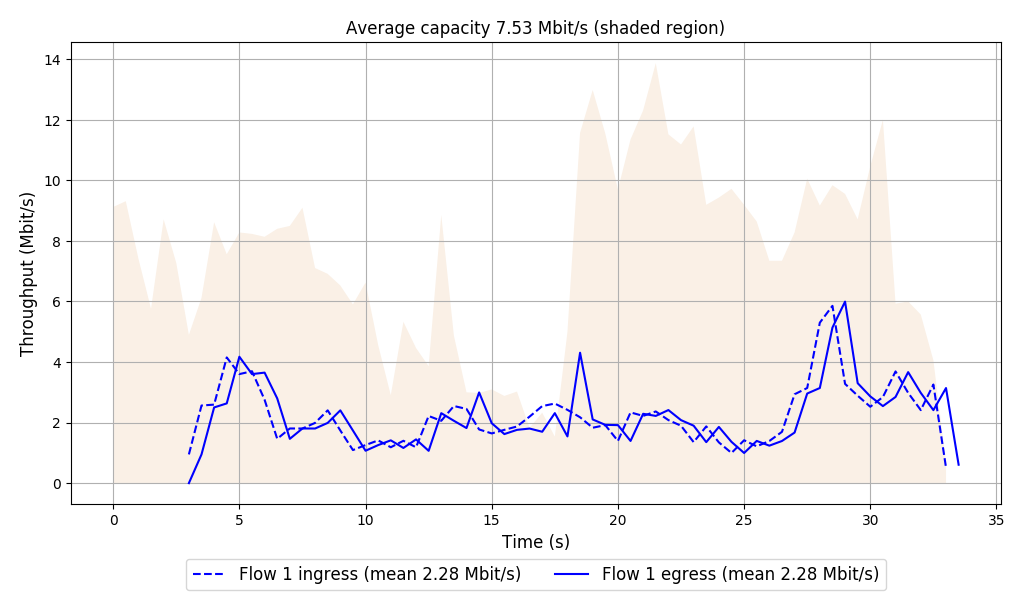 Average capacity 7.53 Mbit/s (shaded region)
Throughput (Mbit/s)
14
12
10
8
6
4
2
0
0 5 10 15 20 25 30 35
Time (s)
Flow 1 ingress (mean 2.28 Mbit/s) Flow 1 egress (mean 2.28 Mbit/s)